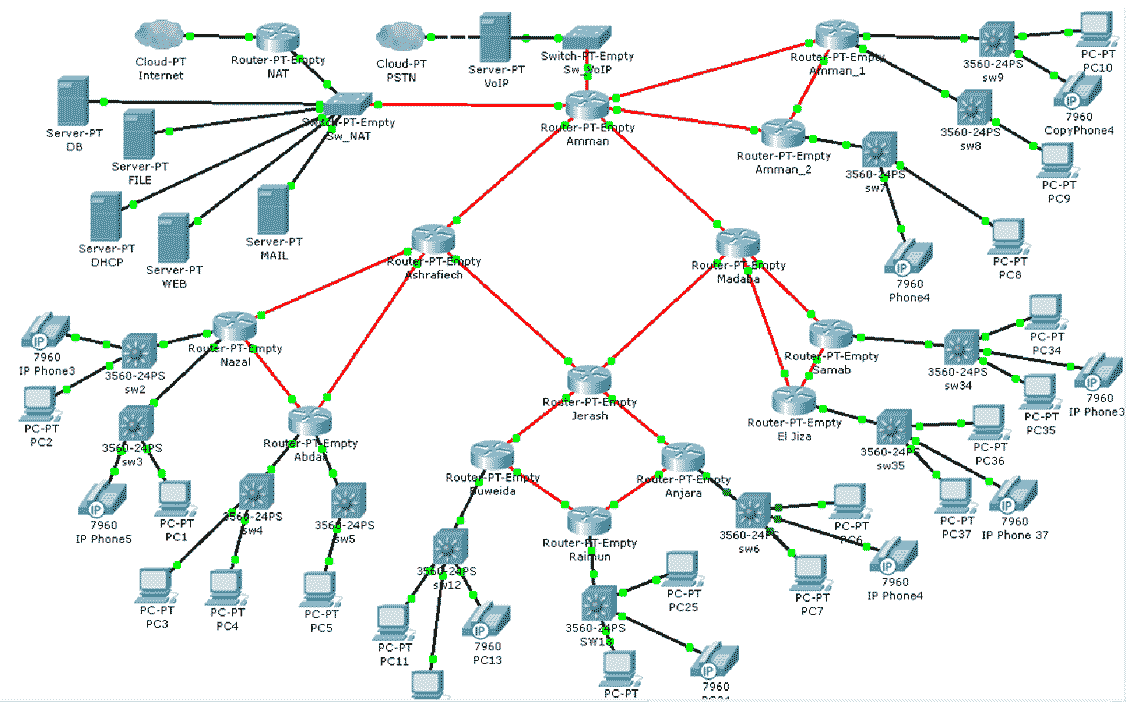 Cloud-PT
Internet
Router-PT-Empty
NAT
Cloud-PT
PSTN
Server-PT
VoIP
Switch-PT-Empty
Sw_VoIP
Router-PT-Empty
Amman_1
3560-24PS
sw9
PC-PT
PC10
IP
7960
CopyPhone4
3560-24PS
sw8
PC-PT
PC9
Server-PT
DB
Server-PT
FILE
Server-PT
DHCP
Server-PT
WEB
Server-PT
MAIL
Switch-PT-Empty
Sw_NAT
Router-PT-Empty
Amman
Router-PT-Empty
Amman_2
3560-24PS
sw7
PC-PT
PC8
IP
7960
Phone4
Router-PT-Empty
Ashrafiech
Router-PT-Empty
Madaba
IP
7960
IP Phone3
3560-24PS
sw2
PC-PT
PC2
Router-PT-Empty
Nazal
3560-24PS
sw3
IP
7960
IP Phone5
PC-PT
PC1
Router-PT-Empty
Abdali
3560-24PS
sw4
3560-24PS
sw5
PC-PT
PC3
PC-PT
PC4
PC-PT
PC5
Router-PT-Empty
Jerash
Router-PT-Empty
Samab
3560-24PS
sw34
PC-PT
PC34
IP
7960
IP Phone3
PC-PT
PC35
Router-PT-Empty
El Jiza
3560-24PS
sw35
PC-PT
PC36
PC-PT
PC37
IP
7960
IP Phone 37
Router-PT-Empty
Router-PT-Empty
Anjara
Router-PT-Empty
Raimun
3560-24PS
sw6
PC-PT
PC6
PC-PT
PC7
IP
7960
IP Phone4
3560-24PS
sw12
PC-PT
PC11
IP
7960
PC13
3560-24PS
PC-PT
PC25
PC-PT
IP
7960